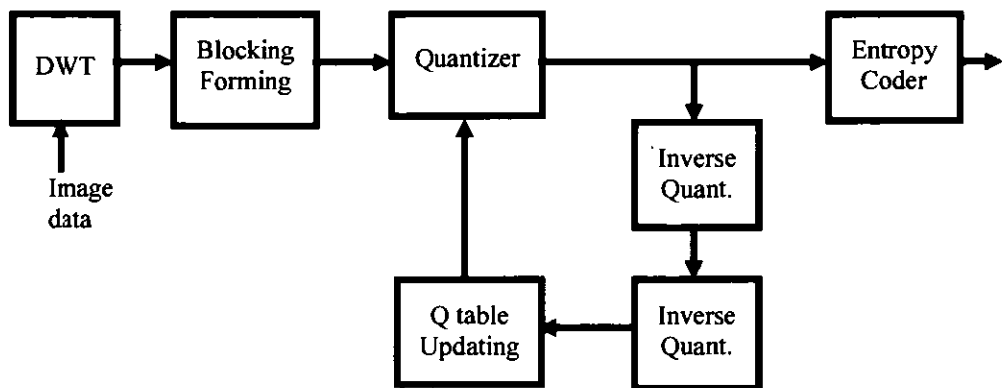 DWT
Blocking
Forming
Quantizer
Entropy
Coder
Image
data
Inverse
Quant.
Q table
Updating
Inverse
Quant.